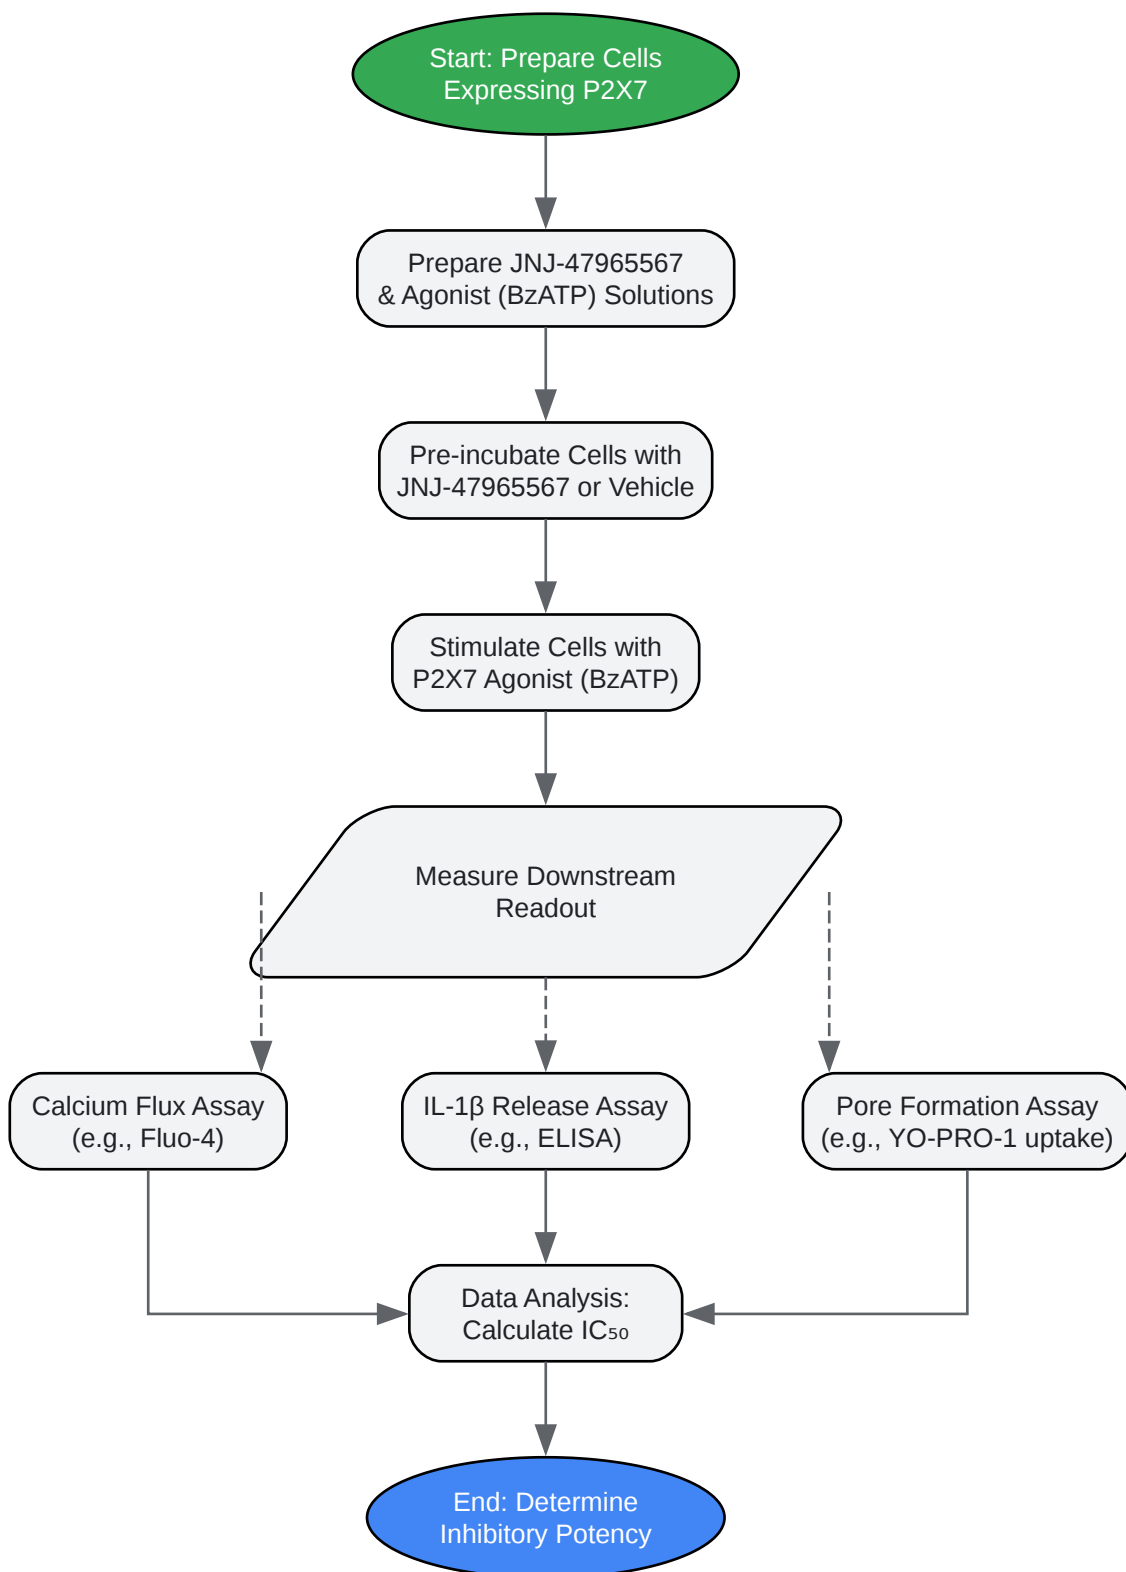 Start: Prepare Cells
Expressing P2X7
Prepare JNJ-47965567
& Agonist (BzATP) Solutions
Pre-incubate Cells with
JNJ-47965567 or Vehicle
Stimulate Cells with
P2X7 Agonist (BzATP)
Measure Downstream
Readout
Calcium Flux Assay
(e.g., Fluo-4)
IL-1β Release Assay
(e.g., ELISA)
Pore Formation Assay
(e.g., YO-PRO-1 uptake)
Data Analysis:
Calculate IC₅₀
End: Determine
Inhibitory Potency